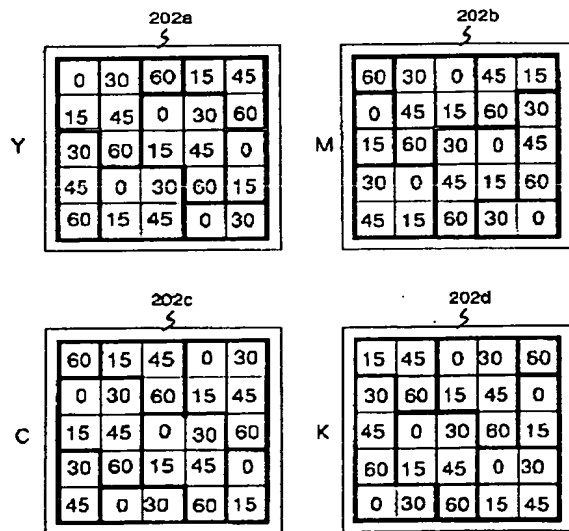 202a
202b
Y
0 30 60 15 45
15 45 0 30 60
30 60 15 45 0
45 0 30 60 15
60 15 45 0 30
M
60 30 0 45 15
0 45 15 60 30
15 60 30 0 45
30 0 45 15 60
45 15 60 30 0
202c
202d
C
60 15 45 0 30
0 30 60 15 45
15 45 0 30 60
30 60 15 45 0
45 0 30 60 15
K
15 45 0 30 60
30 60 15 45 0
45 0 30 60 15
60 15 45 0 30
0 30 60 15 45